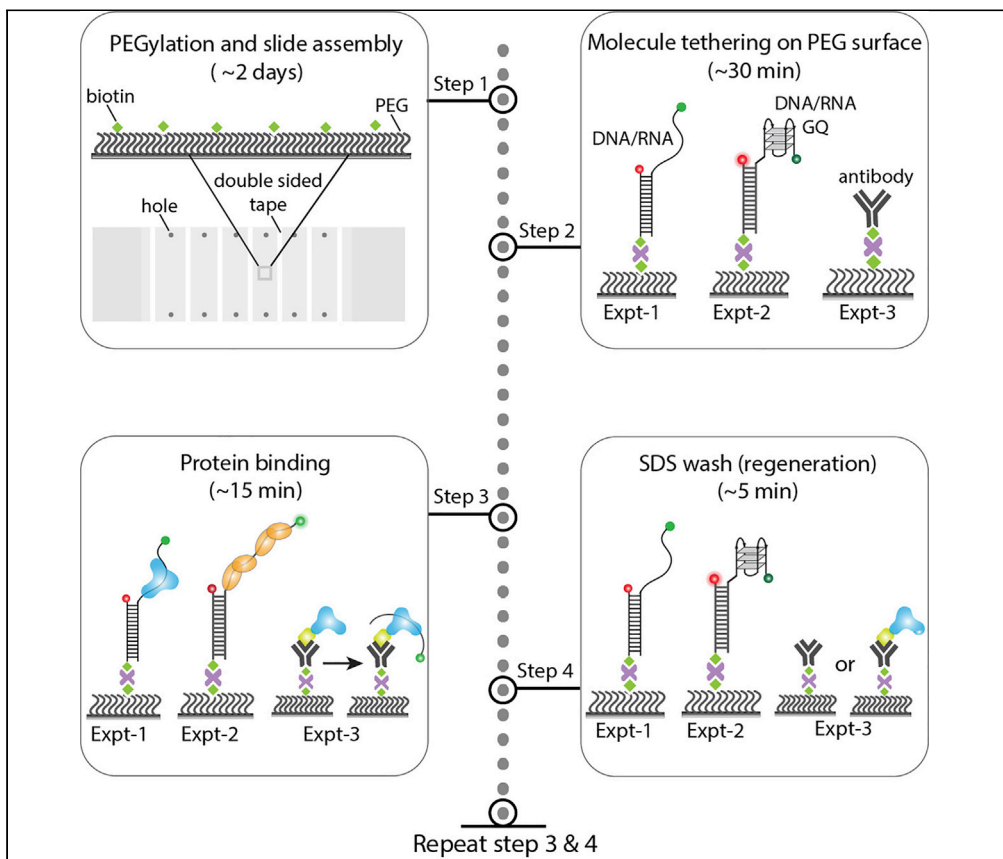 PEGylation and slide assembly
( ~2 days)
biotin
PEG
double sided
tape
hole
Step 1
Molecule tethering on PEG surface
(~30 min)
DNA/RNA
DNA/RNA
GQ
antibody
Expt-1
Expt-2
Expt-3
Step 2
Protein binding
(~15 min)
Expt-1
Expt-2
Expt-3
Step 3
SDS wash (regeneration)
(~5 min)
or
Expt-1
Expt-2
Expt-3
Step 4
Repeat step 3 & 4